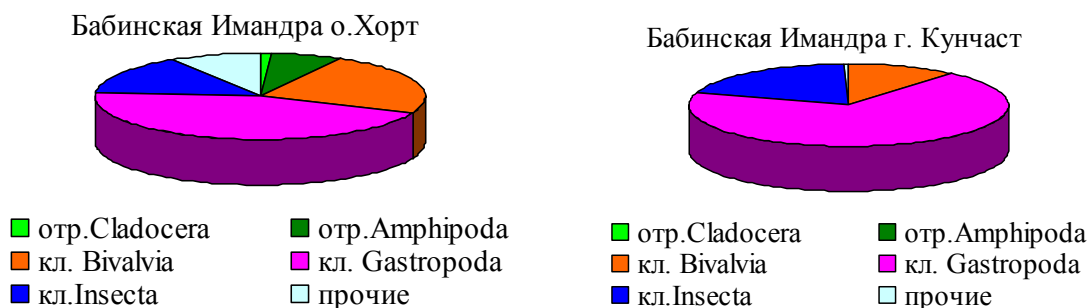 Бабинская Имандра о.Хорт
отр.Cladocera отр.Amphipoda
кл. Bivalvia кл. Gastropoda
кл.Insecta прочие
Бабинская Имандра г. Кунчаст
отр.Cladocera отр.Amphipoda
кл. Bivalvia кл. Gastropoda
кл.Insecta прочие